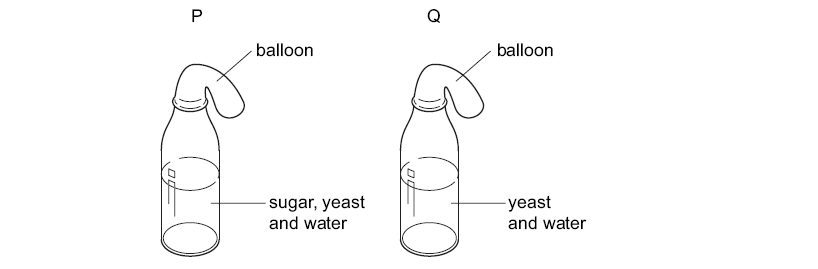 P
Q
balloon
balloon
sugar, yeast
and water
yeast
and water